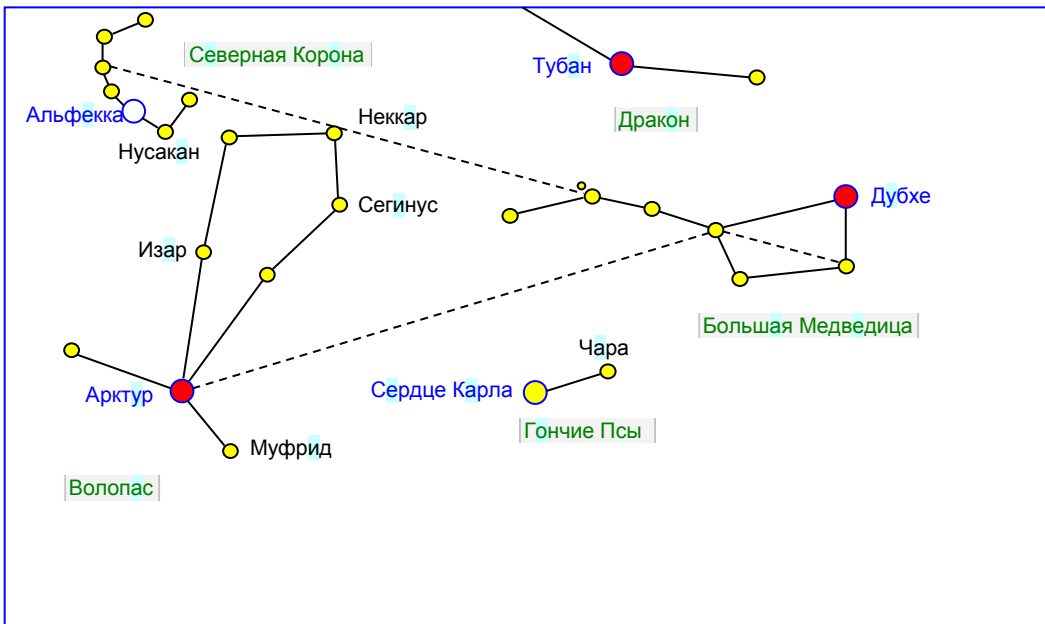 Северная Корона
Тубан
Альфекка
Неккар
Дракон
Нусакан
Дубхе
Сегинус
Изар
Большая Медведица
Чара
Арктур
Сердце Карла
Гончие Псы
Муфрид
Волопас